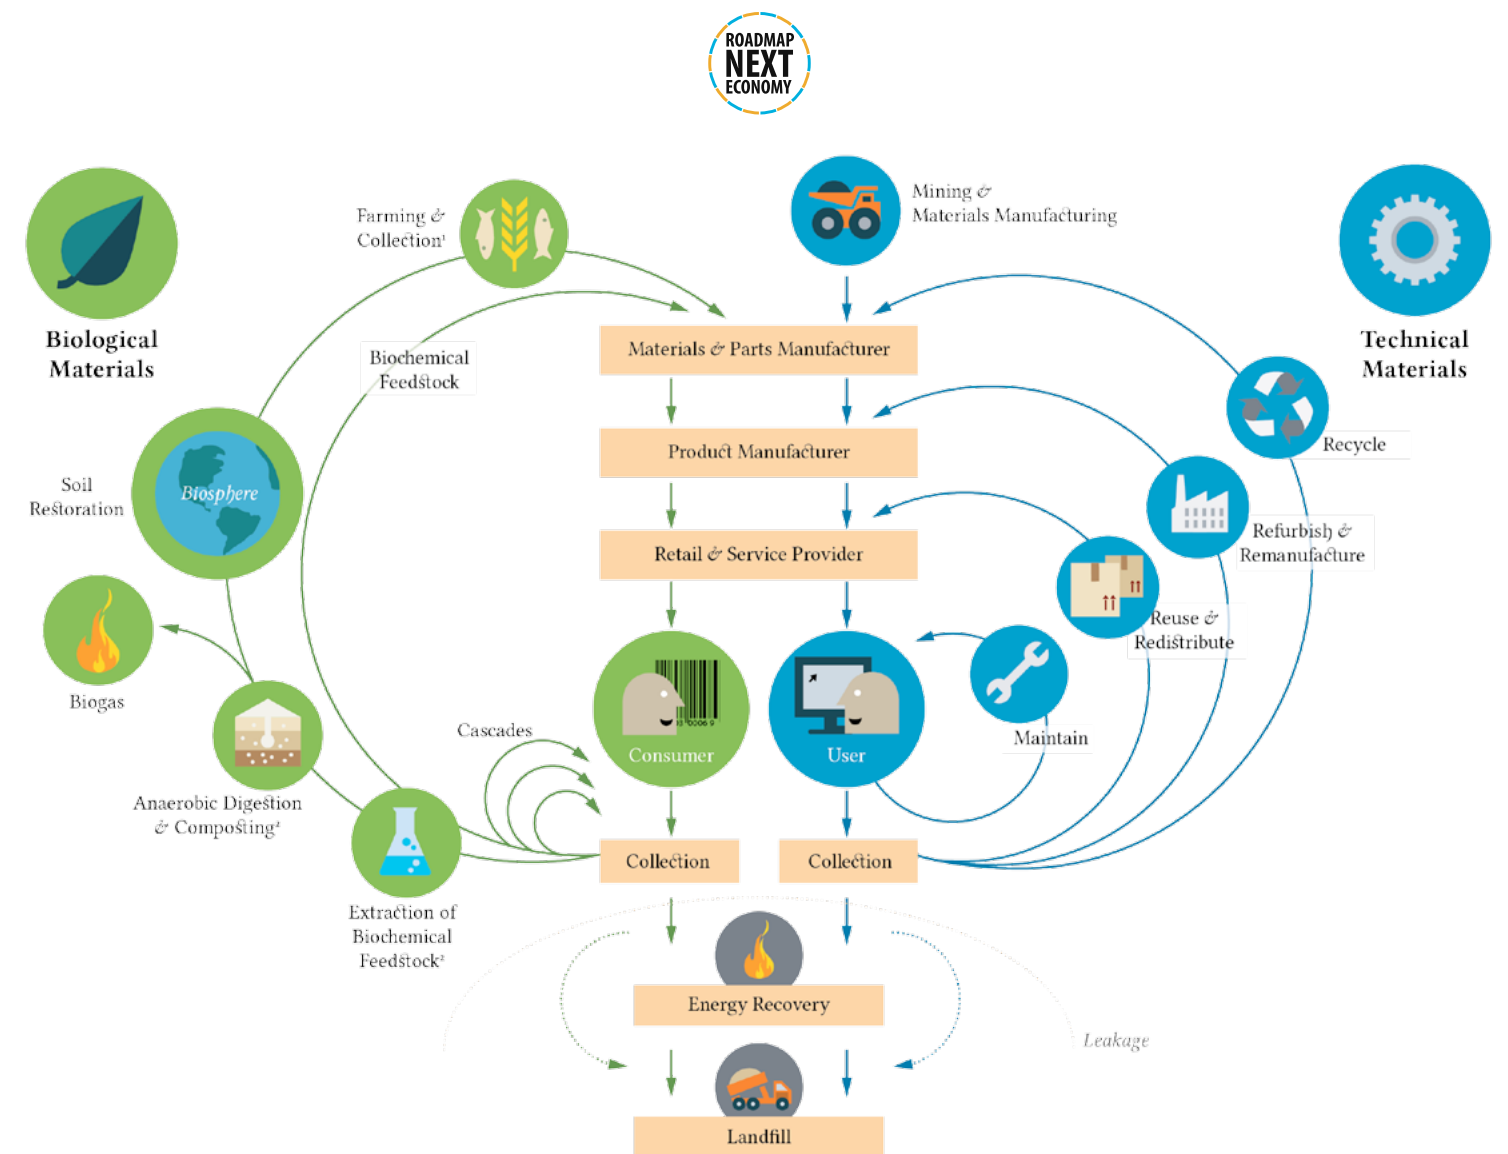 ROADMAP
NEXT
ECONOMY
Biological
Materials
Farming &
Collection¹
Mining &
Materials Manufacturing
Technical
Materials
Biochemical
Feedstock
Materials & Parts Manufacturer
Product Manufacturer
Retail & Service Provider
Recycle
Refurbish &
Remanufacture
Reuse &
Redistribute
Maintain
Soil
Restoration
Biosphere
Biogas
Anaerobic Digestion
& Composting²
Extraction of
Biochemical
Feedstock²
Cascades
Consumer
User
Collection
Collection
Energy Recovery
Leakage
Landfill